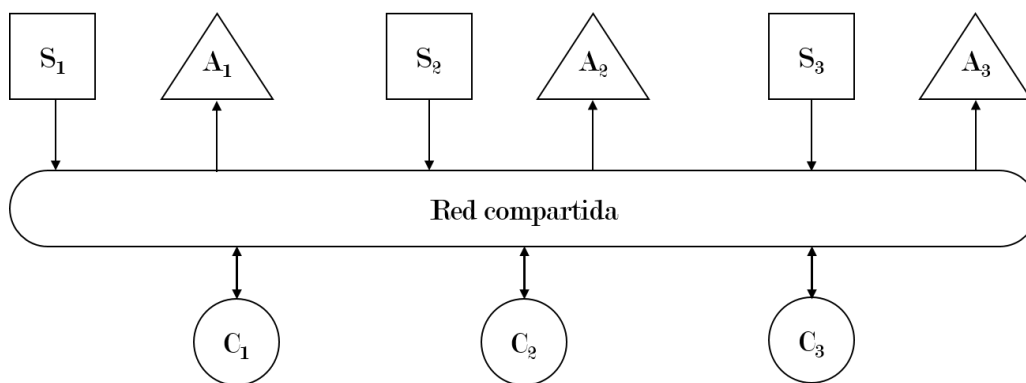 S₁ A₁ S₂ A₂ S₃ A₃
Red compartida
C₁ C₂ C₃